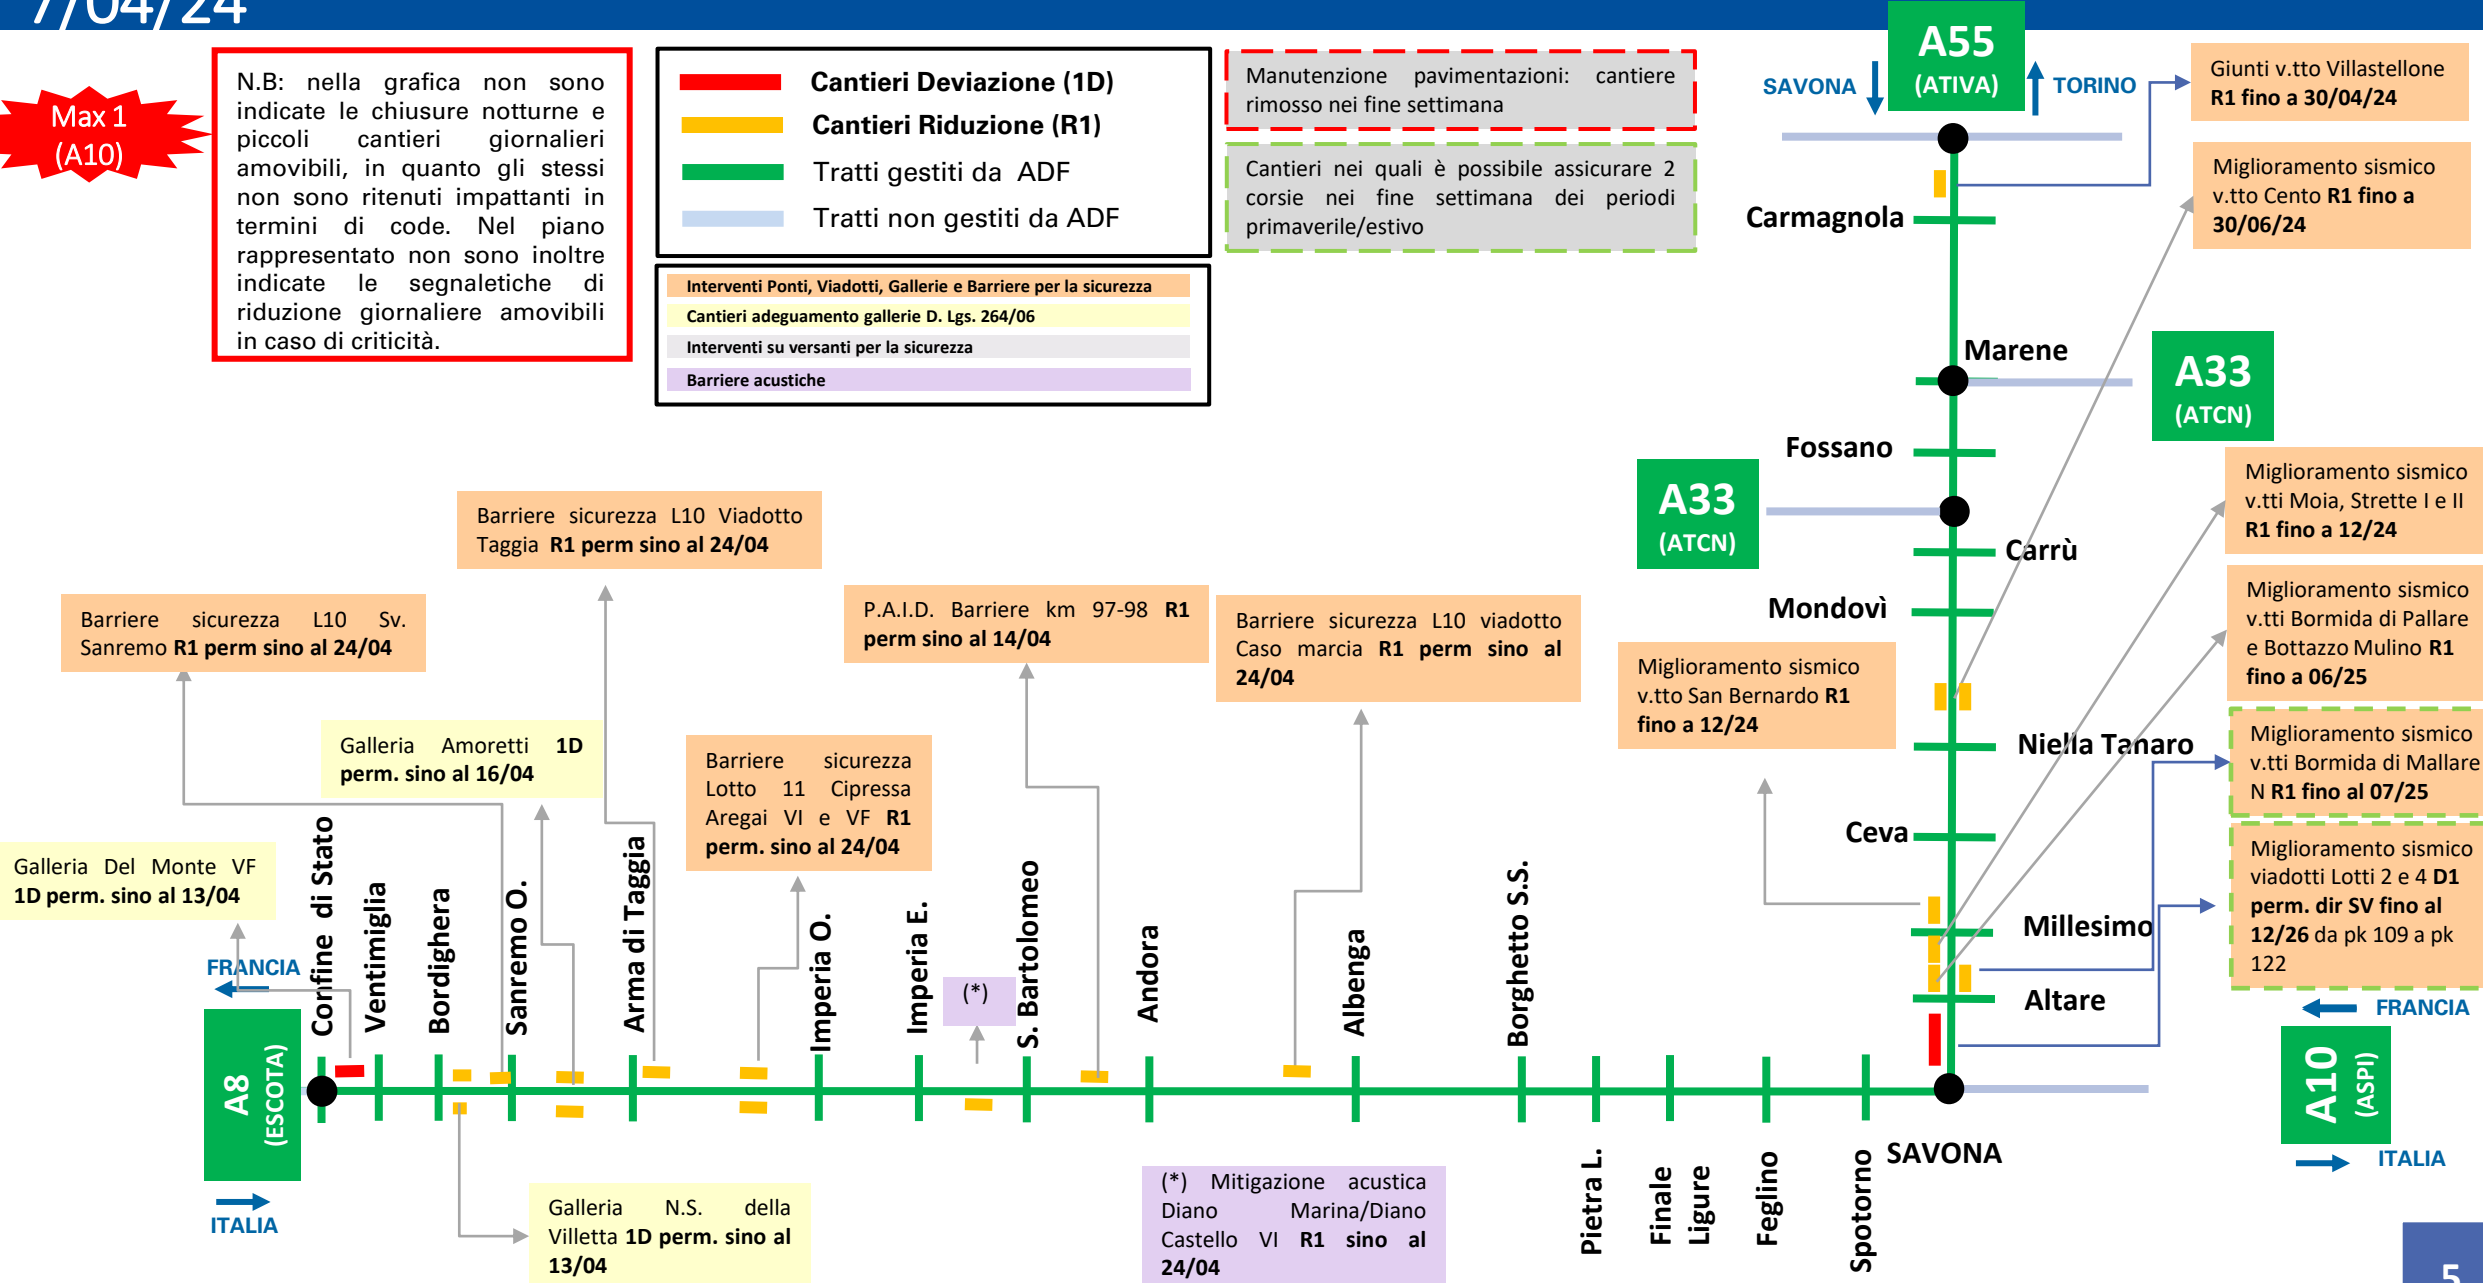 7/04/24
Max 1
(A10)
N.B: nella grafica non sono
indicate le chiusure notturne e
piccoli cantieri giornalieri
amovibili, in quanto gli stessi
non sono ritenuti impattanti in
termini di code. Nel piano
rappresentato non sono inoltre
indicate le segnaletiche di
riduzione giornaliere amovibili
in caso di criticità.
Cantieri Deviazione (1D)
Cantieri Riduzione (R1)
Tratti gestiti da ADF
Tratti non gestiti da ADF
Interventi Ponti, Viadotti, Gallerie e Barriere per la sicurezza
Cantieri adeguamento gallerie D. Lgs. 264/06
Interventi su versanti per la sicurezza
Barriere acustiche
Manutenzione pavimentazioni: cantiere
rimosso nei fine settimana
Cantieri nei quali è possibile assicurare 2
corsie nei fine settimana dei periodi
primaverile/estivo
SAVONA
A55
(ATIVA)
TORINO
Giunti v.tto Villastellone
R1 fino a 30/04/24
Miglioramento sismico
v.tto Cento R1 fino a
30/06/24
Carmagnola
Marene
A33
(ATCN)
Fossano
A33
(ATCN)
Carrù
Mondovì
Niella Tanaro
Ceva
Millesimo
Altare
Miglioramento sismico
v.tti Moia, Strette I e II
R1 fino a 12/24
Miglioramento sismico
v.tti Bormida di Pallare
e Bottazzo Mulino R1
fino a 06/25
Miglioramento sismico
v.tti Bormida di Mallare
N R1 fino al 07/25
Miglioramento sismico
viadotti Lotti 2 e 4 D1
perm. dir SV fino al
12/26 da pk 109 a pk
122
Miglioramento sismico
v.tto San Bernardo R1
fino a 12/24
Barriere sicurezza L10 Viadotto
Taggia R1 perm sino al 24/04
Barriere sicurezza L10 Sv.
Sanremo R1 perm sino al 24/04
P.A.I.D. Barriere km 97-98 R1
perm sino al 14/04
Barriere sicurezza L10 viadotto
Caso marcia R1 perm sino al
24/04
Galleria Amoretti 1D
perm. sino al 16/04
Barriere sicurezza
Lotto 11 Cipressa
Aregai VI e VF R1
perm. sino al 24/04
Galleria Del Monte VF
1D perm. sino al 13/04
FRANCIA
A8
(ESCOTA)
ITALIA
Confine di Stato
Ventimiglia
Bordighera
Sanremo O.
Arma di Taggia
Imperia O.
Imperia E.
(*)
S. Bartolomeo
Andora
Albenga
Borghetto S.S.
Pietra L.
Finale
Ligure
Feglino
Spotorno
SAVONA
FRANCIA
A10
(ASPI)
ITALIA
Galleria N.S. della
Villetta 1D perm. sino al
13/04
(*) Mitigazione acustica
Diano Marina/Diano
Castello VI R1 sino al
24/04
5